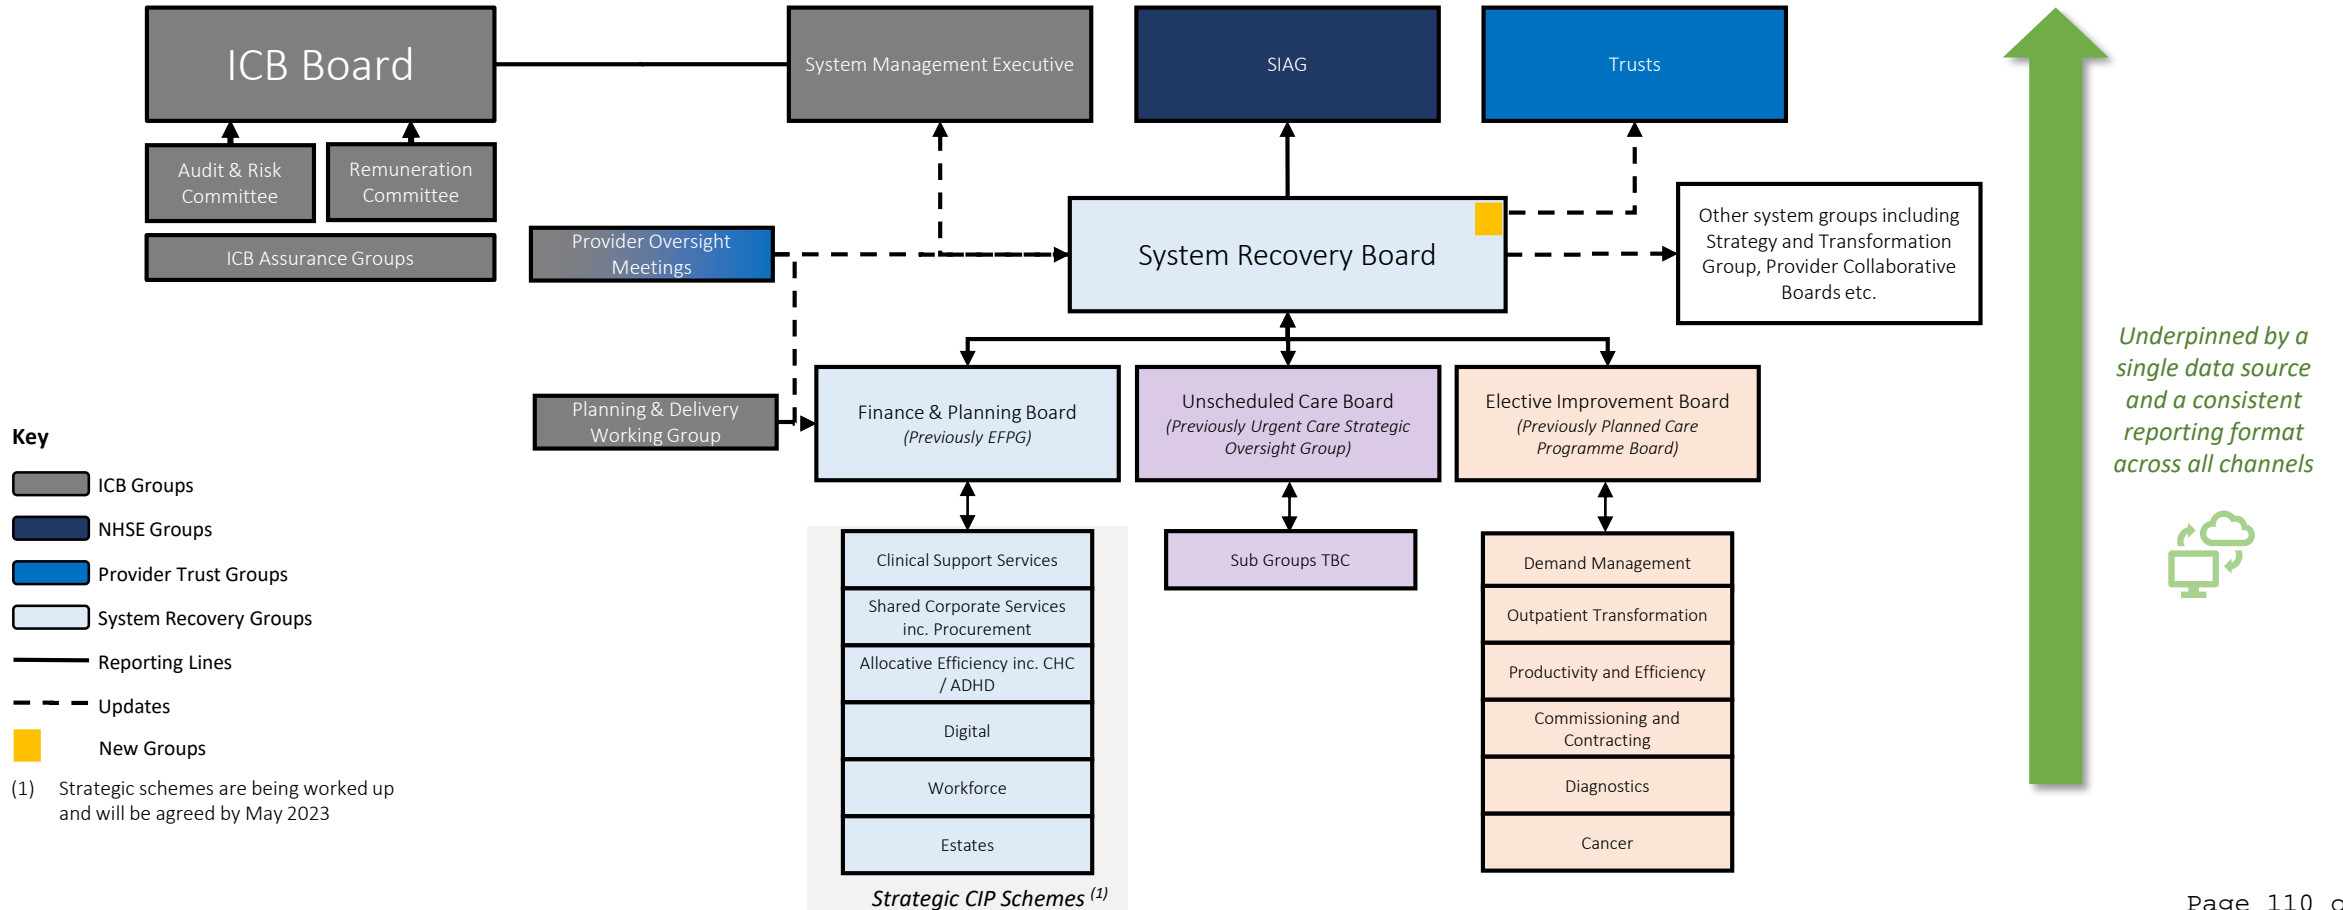 ICB Board
System Management Executive
SIAG
Trusts
Audit & Risk
Committee
Remuneration
Committee
ICB Assurance Groups
Provider Oversight
Meetings
System Recovery Board
Other system groups including
Strategy and Transformation
Group, Provider Collaborative
Boards etc.
Planning & Delivery
Working Group
Finance & Planning Board
(Previously EFPG)
Unscheduled Care Board
(Previously Urgent Care Strategic
Oversight Group)
Elective Improvement Board
(Previously Planned Care
Programme Board)
Clinical Support Services
Shared Corporate Services
inc. Procurement
Allocative Efficiency inc. CHC
/ ADHD
Digital
Workforce
Estates
Strategic CIP Schemes (1)
Sub Groups TBC
Demand Management
Outpatient Transformation
Productivity and Efficiency
Commissioning and
Contracting
Diagnostics
Cancer
Underpinned by a
single data source
and a consistent
reporting format
across all channels
Key
ICB Groups
NHSE Groups
Provider Trust Groups
System Recovery Groups
Reporting Lines
Updates
New Groups
(1) Strategic schemes are being worked up
and will be agreed by May 2023
Page 110